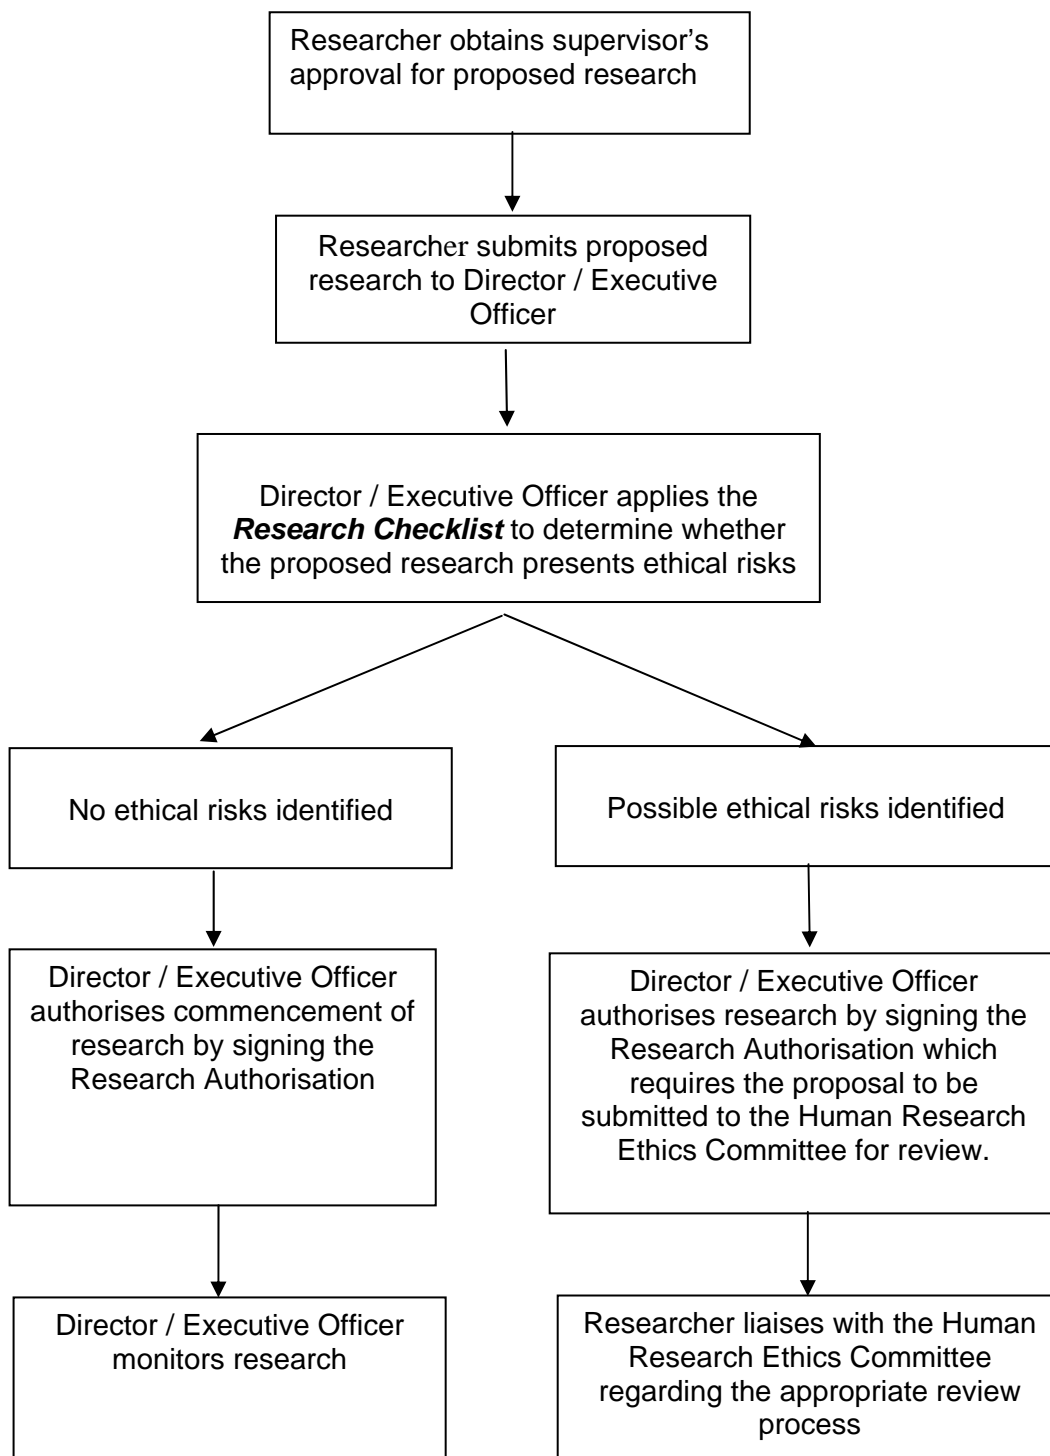 Researcher obtains supervisor’s
approval for proposed research
Researcher submits proposed
research to Director / Executive
Officer
Director / Executive Officer applies the
Research Checklist to determine whether
the proposed research presents ethical risks
No ethical risks identified
Possible ethical risks identified
Director / Executive Officer
authorises commencement of
research by signing the
Research Authorisation
Director / Executive Officer
authorises research by signing the
Research Authorisation which
requires the proposal to be
submitted to the Human Research
Ethics Committee for review.
Director / Executive Officer
monitors research
Researcher liaises with the Human
Research Ethics Committee
regarding the appropriate review
process